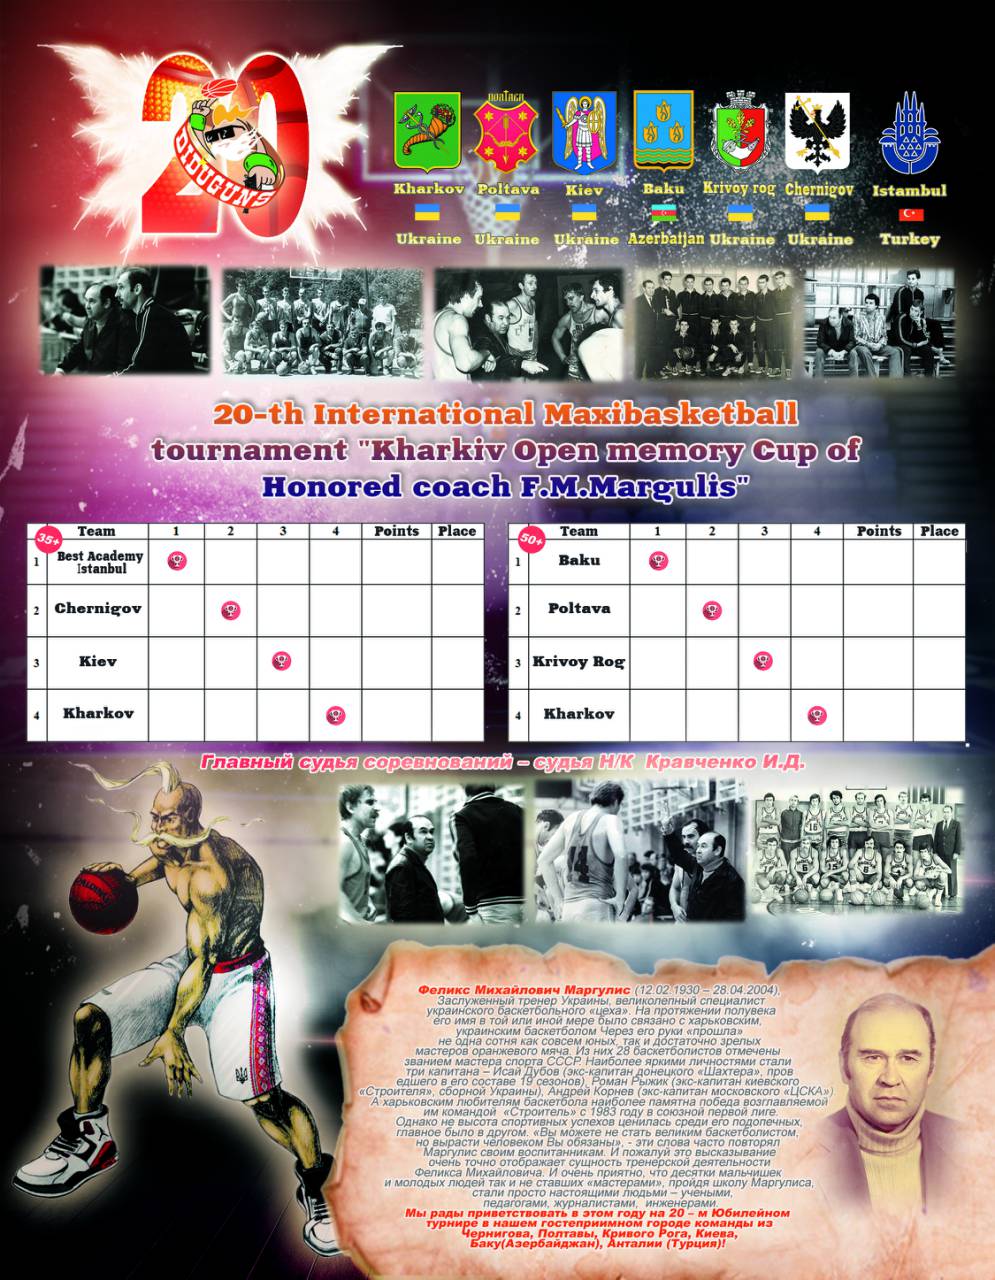 20
DIDUGUNS
ПОЛТАВА
Kharkov Poltava Kiev Baku Krivoy rog Chernigov Istambul
Ukraine Ukraine Ukraine Azerbaijan Ukraine Ukraine Turkey
20-th International Maxibasketball
tournament "Kharkiv Open memory Cup of
Honored coach F.M.Margulis"
35+ Team 1 2 3 4 Points Place
1 Best Academy
Istanbul
2 Chernigov
3 Kiev
4 Kharkov
50+ Team 1 2 3 4 Points Place
1 Baku
2 Poltava
3 Krivoy Rog
4 Kharkov
Главный судья соревнований – судья Н/К Кравченко И.Д.
SPALDING
44
16
Феликс Михайлович Маргулис (12.02.1930 – 28.04.2004),
Заслуженный тренер Украины, великолепный специалист
украинского баскетбольного «цеха». На протяжении полувека
его имя в той или иной мере было связано с харьковским,
украинским баскетболом Через его руки «прошла»
не одна сотня как совсем юных, так и достаточно зрелых
мастеров оранжевого мяча. Из них 28 баскетболистов отмечены
званием мастера спорта СССР. Наиболее яркими личностями стали
три капитана – Исай Дубов (экс-капитан донецкого «Шахтера», пров
едшего в его составе 19 сезонов), Роман Рыжик (экс-капитан киевского
«Строителя», сборной Украины), Андрей Корнев (экс-капитан московского «ЦСКА»).
А харьковским любителям баскетбола наиболее памятна победа возглавляемой
им командой «Строитель» с 1983 году в союзной первой лиге.
Однако не высота спортивных успехов ценилась среди его подопечных,
главное было в другом. «Вы можете не стать великим баскетболистом,
но вырасти человеком Вы обязаны», - эти слова часто повторял
Маргулис своим воспитанникам. И пожалуй это высказывание
очень точно отображает сущность тренерской деятельности
Феликса Михайловича. И очень приятно, что десятки мальчишек
и молодых людей так и не ставших «мастерами», пройдя школу Маргулиса,
стали просто настоящими людьми – учеными,
педагогами, журналистами, инженерами.
Мы рады приветствовать в этом году на 20 – м Юбилейном
турнире в нашем гостеприимном городе команды из
Чернигова, Полтавы, Кривого Рога, Киева,
Баку(Азербайджан), Анталии (Турция)!